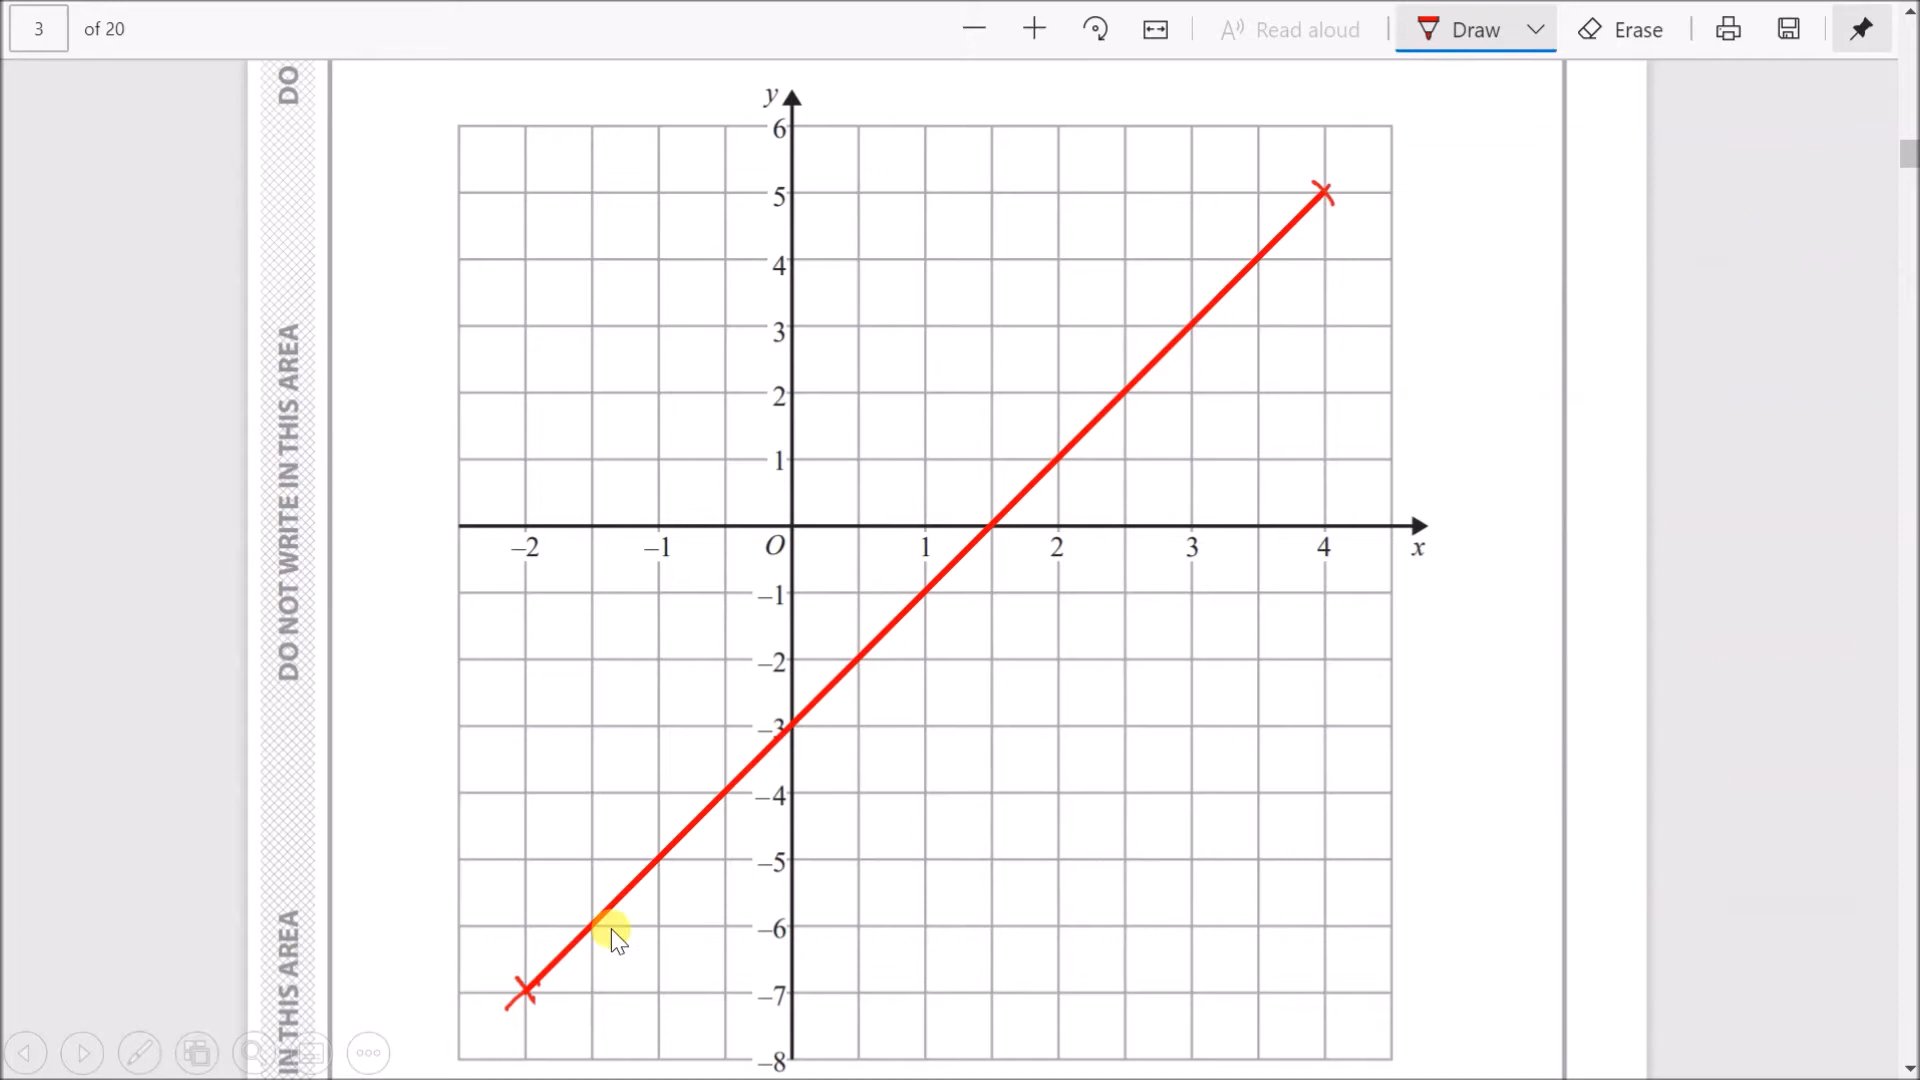 3 of 20
Read aloud
Draw
Erase
DO
DO NOT WRITE IN THIS AREA
IN THIS AREA
y
6
5
4
3
2
1
–2 –1 O 1 2 3 4 x
–1
–2
–3
–4
–5
–6
–7
–8